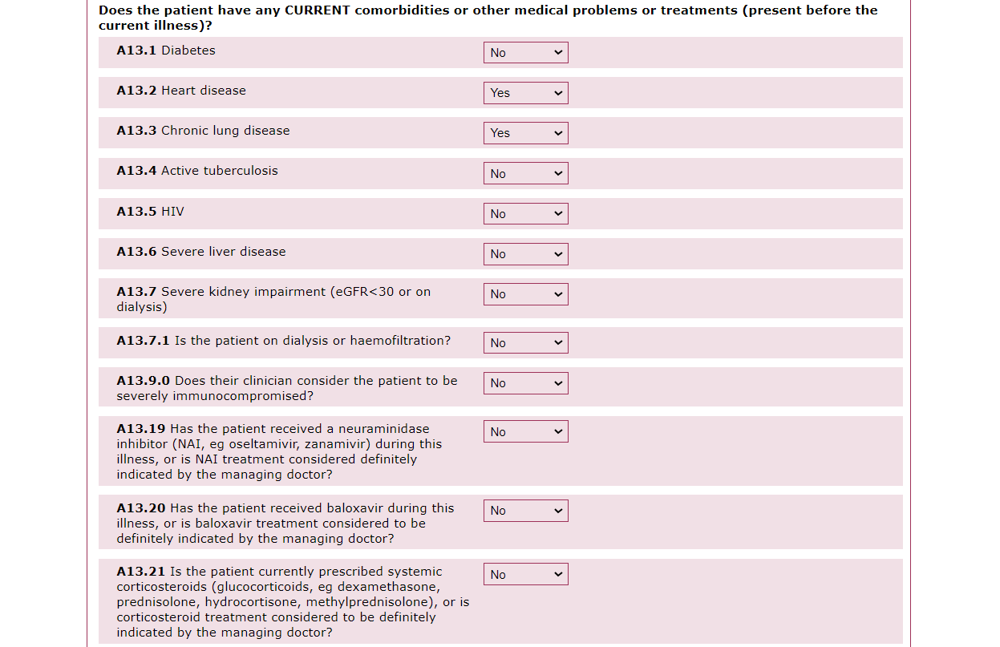 Does the patient have any CURRENT comorbidities or other medical problems or treatments (present before the
current illness)?
A13.1 Diabetes No
A13.2 Heart disease Yes
A13.3 Chronic lung disease Yes
A13.4 Active tuberculosis No
A13.5 HIV No
A13.6 Severe liver disease No
A13.7 Severe kidney impairment (eGFR<30 or on No
dialysis)
A13.7.1 Is the patient on dialysis or haemofiltration? No
A13.9.0 Does their clinician consider the patient to be No
severely immunocompromised?
A13.19 Has the patient received a neuraminidase No
inhibitor (NAI, eg oseltamivir, zanamivir) during this
illness, or is NAI treatment considered definitely
indicated by the managing doctor?
A13.20 Has the patient received baloxavir during this No
illness, or is baloxavir treatment considered to be
definitely indicated by the managing doctor?
A13.21 Is the patient currently prescribed systemic No
corticosteroids (glucocorticoids, eg dexamethasone,
prednisolone, hydrocortisone, methylprednisolone), or is
corticosteroid treatment considered to be definitely
indicated by the managing doctor?